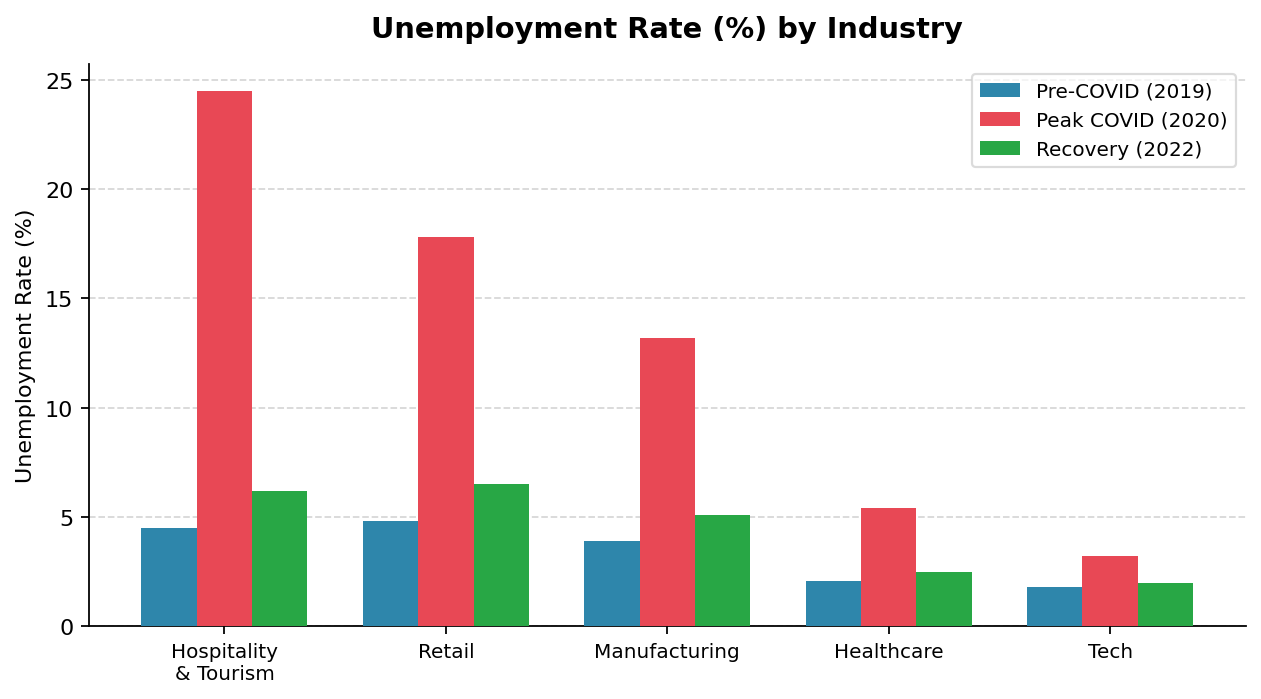 Unemployment Rate (%) by Industry
Pre-COVID (2019)
Peak COVID (2020)
Recovery (2022)
Unemployment Rate (%)
25
20
15
10
5
0
Hospitality
& Tourism
Retail
Manufacturing
Healthcare
Tech